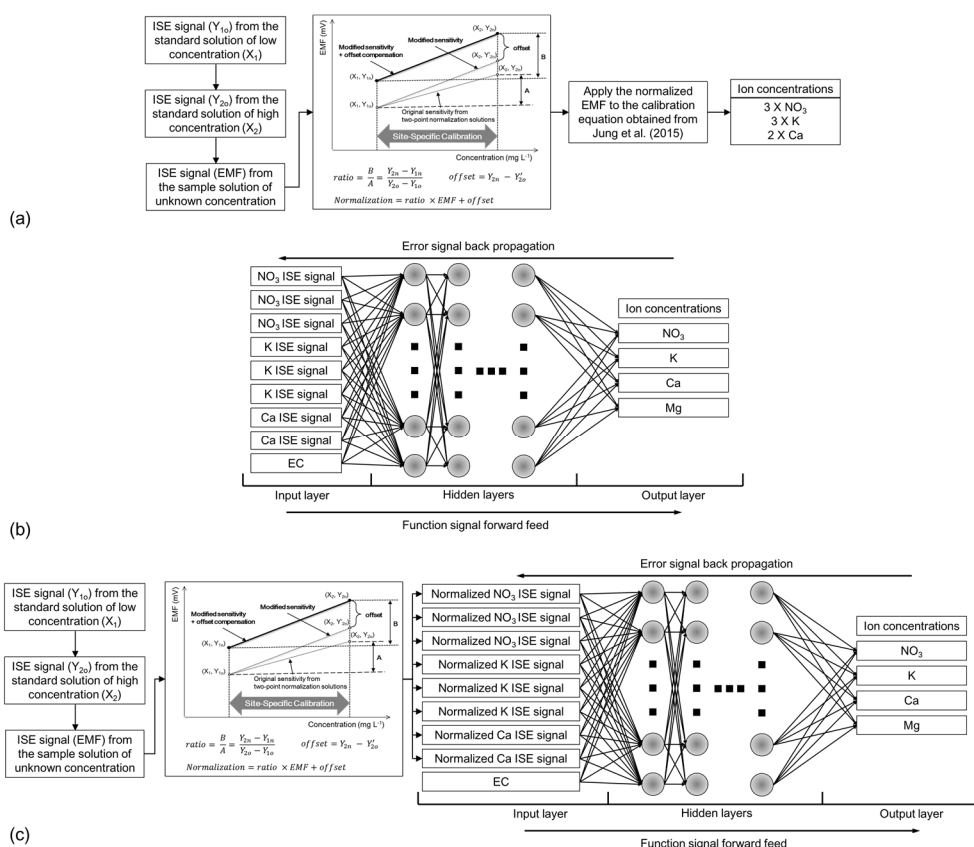 ISE signal (Y1o) from the
standard solution of low
concentration (X1)
ISE signal (Y2o) from the
standard solution of high
concentration (X2)
ISE signal (EMF) from
the sample solution of
unknown concentration
EMF (mV)
Modified sensitivity
+ offset compensation
Modified sensitivity
(X2, Y2n)
offset
(X2, Y'2o)
B
(X2, Y2o)
(X1, Y1n)
A
(X1, Y1o)
Original sensitivity from
two-point normalization solutions
Site-Specific Calibration
Concentration (mg L-1)
ratio = B/A = (Y2n − Y1n)/(Y2o − Y1o) offset = Y2n − Y'2o
Normalization = ratio × EMF + offset
Apply the normalized
EMF to the calibration
equation obtained from
Jung et al. (2015)
Ion concentrations
3 X NO3
3 X K
2 X Ca
(a)
Error signal back propagation
NO3 ISE signal
NO3 ISE signal
NO3 ISE signal
K ISE signal
K ISE signal
K ISE signal
Ca ISE signal
Ca ISE signal
EC
Ion concentrations
NO3
K
Ca
Mg
Input layer
Hidden layers
Output layer
Function signal forward feed
(b)
ISE signal (Y1o) from the
standard solution of low
concentration (X1)
ISE signal (Y2o) from the
standard solution of high
concentration (X2)
ISE signal (EMF) from
the sample solution of
unknown concentration
EMF (mV)
Modified sensitivity
+ offset compensation
Modified sensitivity
offset
B
A
Original sensitivity from
two-point normalization solutions
Site-Specific Calibration
Concentration (mg L-1)
ratio = B/A = (Y2n − Y1n)/(Y2o − Y1o) offset = Y2n − Y'2o
Normalization = ratio × EMF + offset
Error signal back propagation
Normalized NO3 ISE signal
Normalized NO3 ISE signal
Normalized NO3 ISE signal
Normalized K ISE signal
Normalized K ISE signal
Normalized K ISE signal
Normalized Ca ISE signal
Normalized Ca ISE signal
EC
Ion concentrations
NO3
K
Ca
Mg
Input layer
Hidden layers
Output layer
Function signal forward feed
(c)